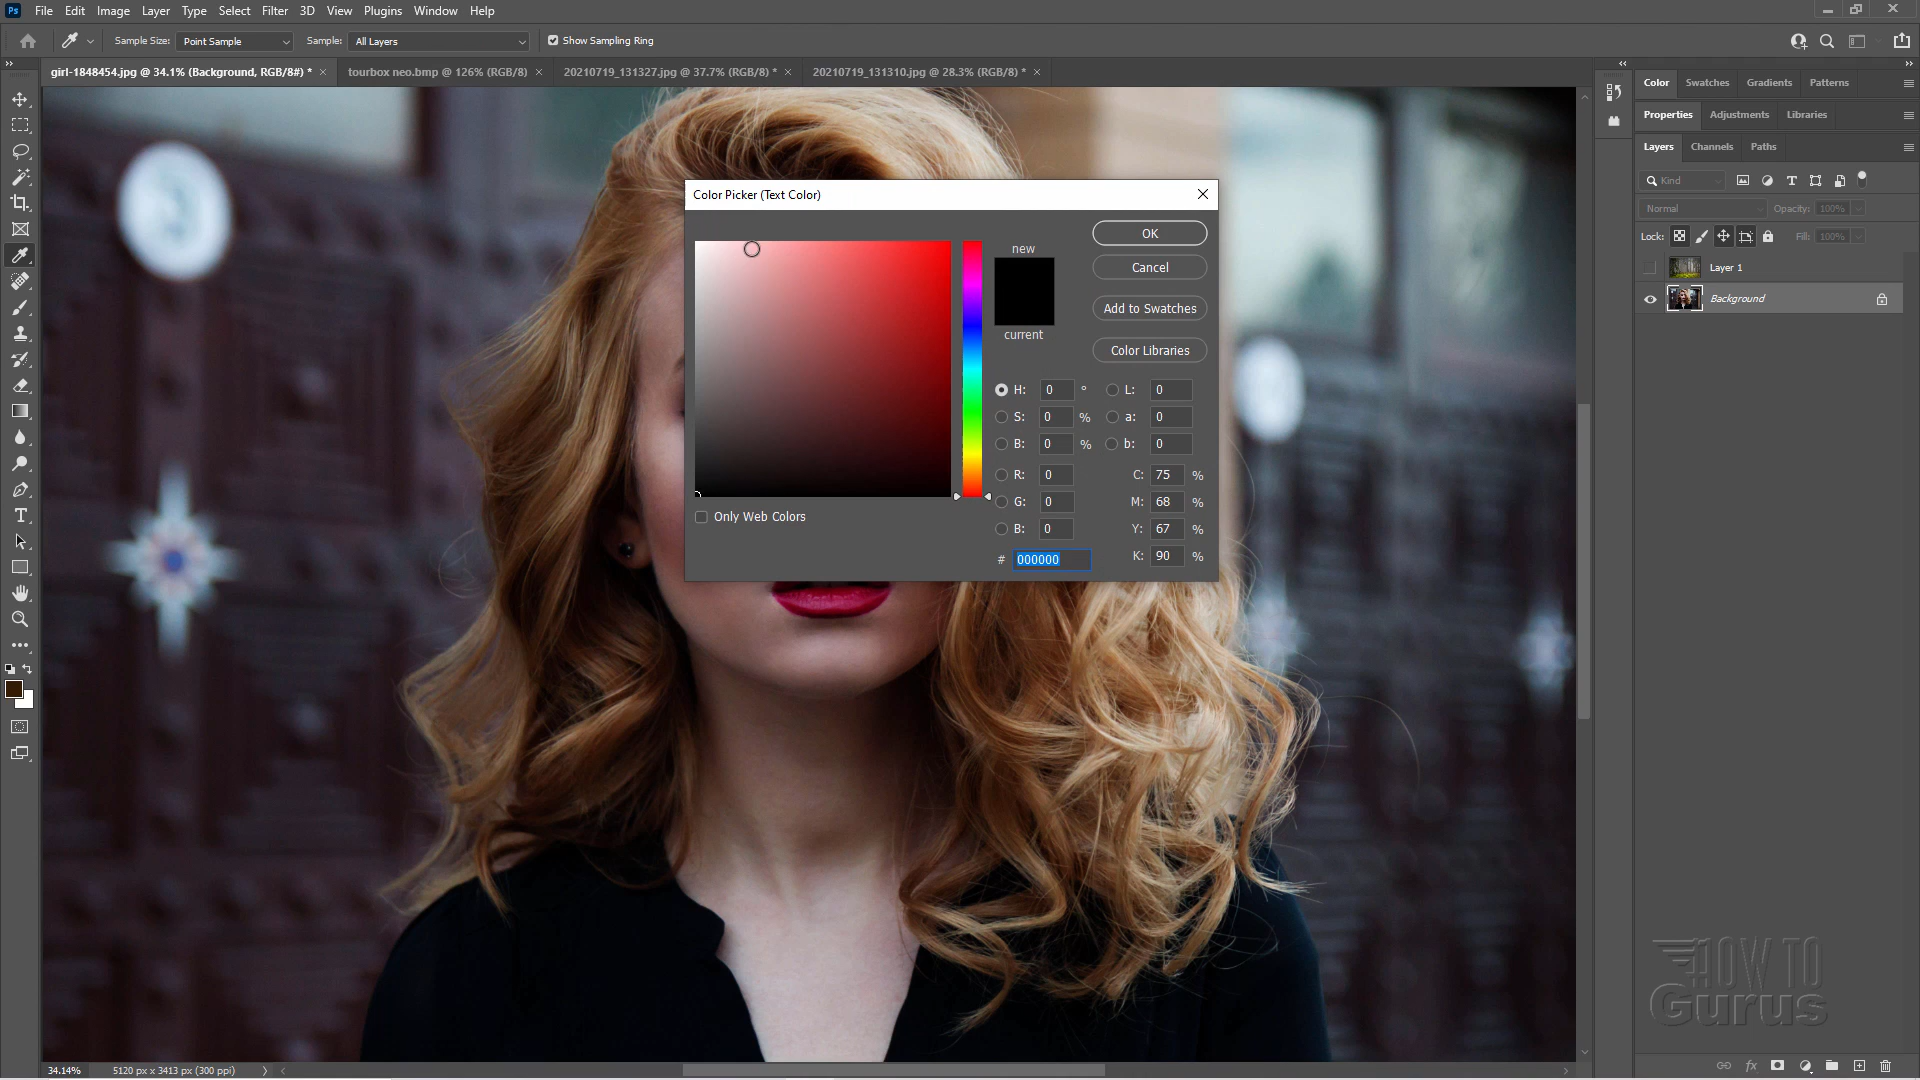 Ps File Edit Image Layer Type Select Filter 3D View Plugins Window Help
Sample Size: Point Sample Sample: All Layers Show Sampling Ring
girl-1848454.jpg @ 34.1% (Background, RGB/8#) * tourbox neo.bmp @ 126% (RGB/8) 20210719_131327.jpg @ 37.7% (RGB/8) * 20210719_131310.jpg @ 28.3% (RGB/8) *
Color Swatches Gradients Patterns
Properties Adjustments Libraries
Layers Channels Paths
Kind
Normal Opacity: 100%
Lock: Fill: 100%
Layer 1
Background
Color Picker (Text Color)
new
current
OK
Cancel
Add to Swatches
Color Libraries
H: 0 ° L: 0
S: 0 % a: 0
B: 0 % b: 0
R: 0 C: 75 %
G: 0 M: 68 %
B: 0 Y: 67 %
# 000000 K: 90 %
Only Web Colors
HOW TO
Gurus
fx
34.14% 5120 px x 3413 px (300 ppi)